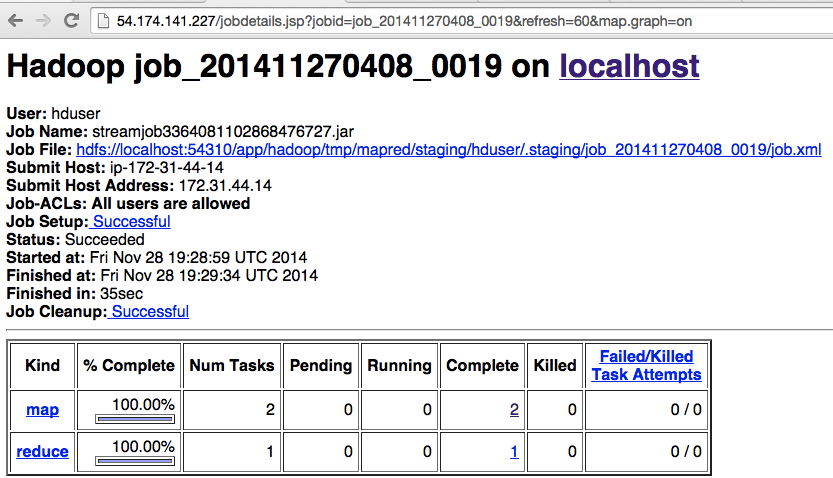 54.174.141.227/jobdetails.jsp?jobid=job_201411270408_0019&refresh=60&map.graph=on
Hadoop job_201411270408_0019 on localhost
User: hduser
Job Name: streamjob3364081102868476727.jar
Job File: hdfs://localhost:54310/app/hadoop/tmp/mapred/staging/hduser/.staging/job_201411270408_0019/job.xml
Submit Host: ip-172-31-44-14
Submit Host Address: 172.31.44.14
Job-ACLs: All users are allowed
Job Setup: Successful
Status: Succeeded
Started at: Fri Nov 28 19:28:59 UTC 2014
Finished at: Fri Nov 28 19:29:34 UTC 2014
Finished in: 35sec
Job Cleanup: Successful
Kind % Complete Num Tasks Pending Running Complete Killed Failed/Killed
Task Attempts
map 100.00% 2 0 0 2 0 0 / 0
reduce 100.00% 1 0 0 1 0 0 / 0